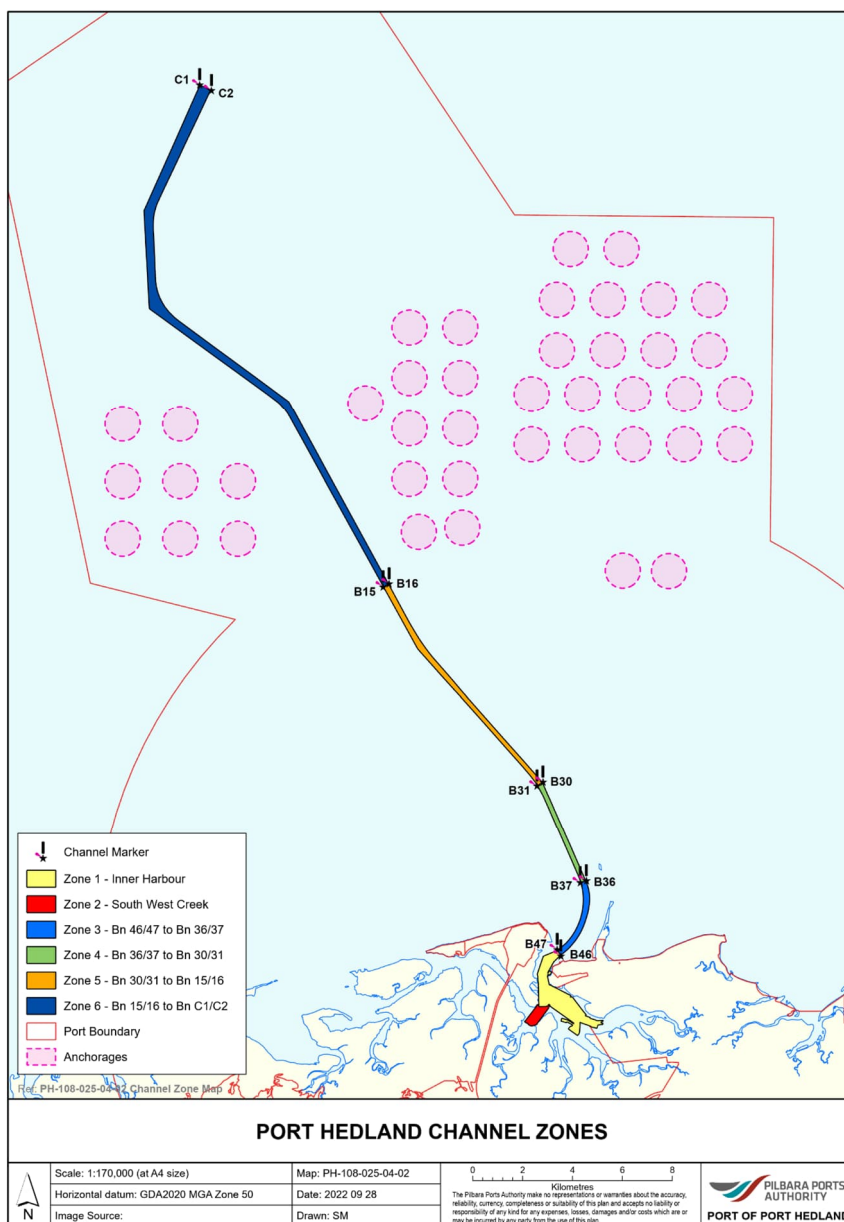 C1
C2
B16
B15
B30
B31
B37
B36
B47
B46
Channel Marker
Zone 1 - Inner Harbour
Zone 2 - South West Creek
Zone 3 - Bn 46/47 to Bn 36/37
Zone 4 - Bn 36/37 to Bn 30/31
Zone 5 - Bn 30/31 to Bn 15/16
Zone 6 - Bn 15/16 to Bn C1/C2
Port Boundary
Anchorages
Ref: PH-108-025-04-02 Channel Zone Map
PORT HEDLAND CHANNEL ZONES
N
Scale: 1:170,000 (at A4 size)
Horizontal datum: GDA2020 MGA Zone 50
Image Source:
Map: PH-108-025-04-02
Date: 2022 09 28
Drawn: SM
0 2 4 6 8
Kilometres
The Pilbara Ports Authority make no representations or warranties about the accuracy,
reliability, currency, completeness or suitability of this plan and accepts no liability or
responsibility of any kind for any expenses, losses, damages and/or costs which are or
may be incurred by any party from the use of this plan.
PILBARA PORTS
AUTHORITY
PORT OF PORT HEDLAND